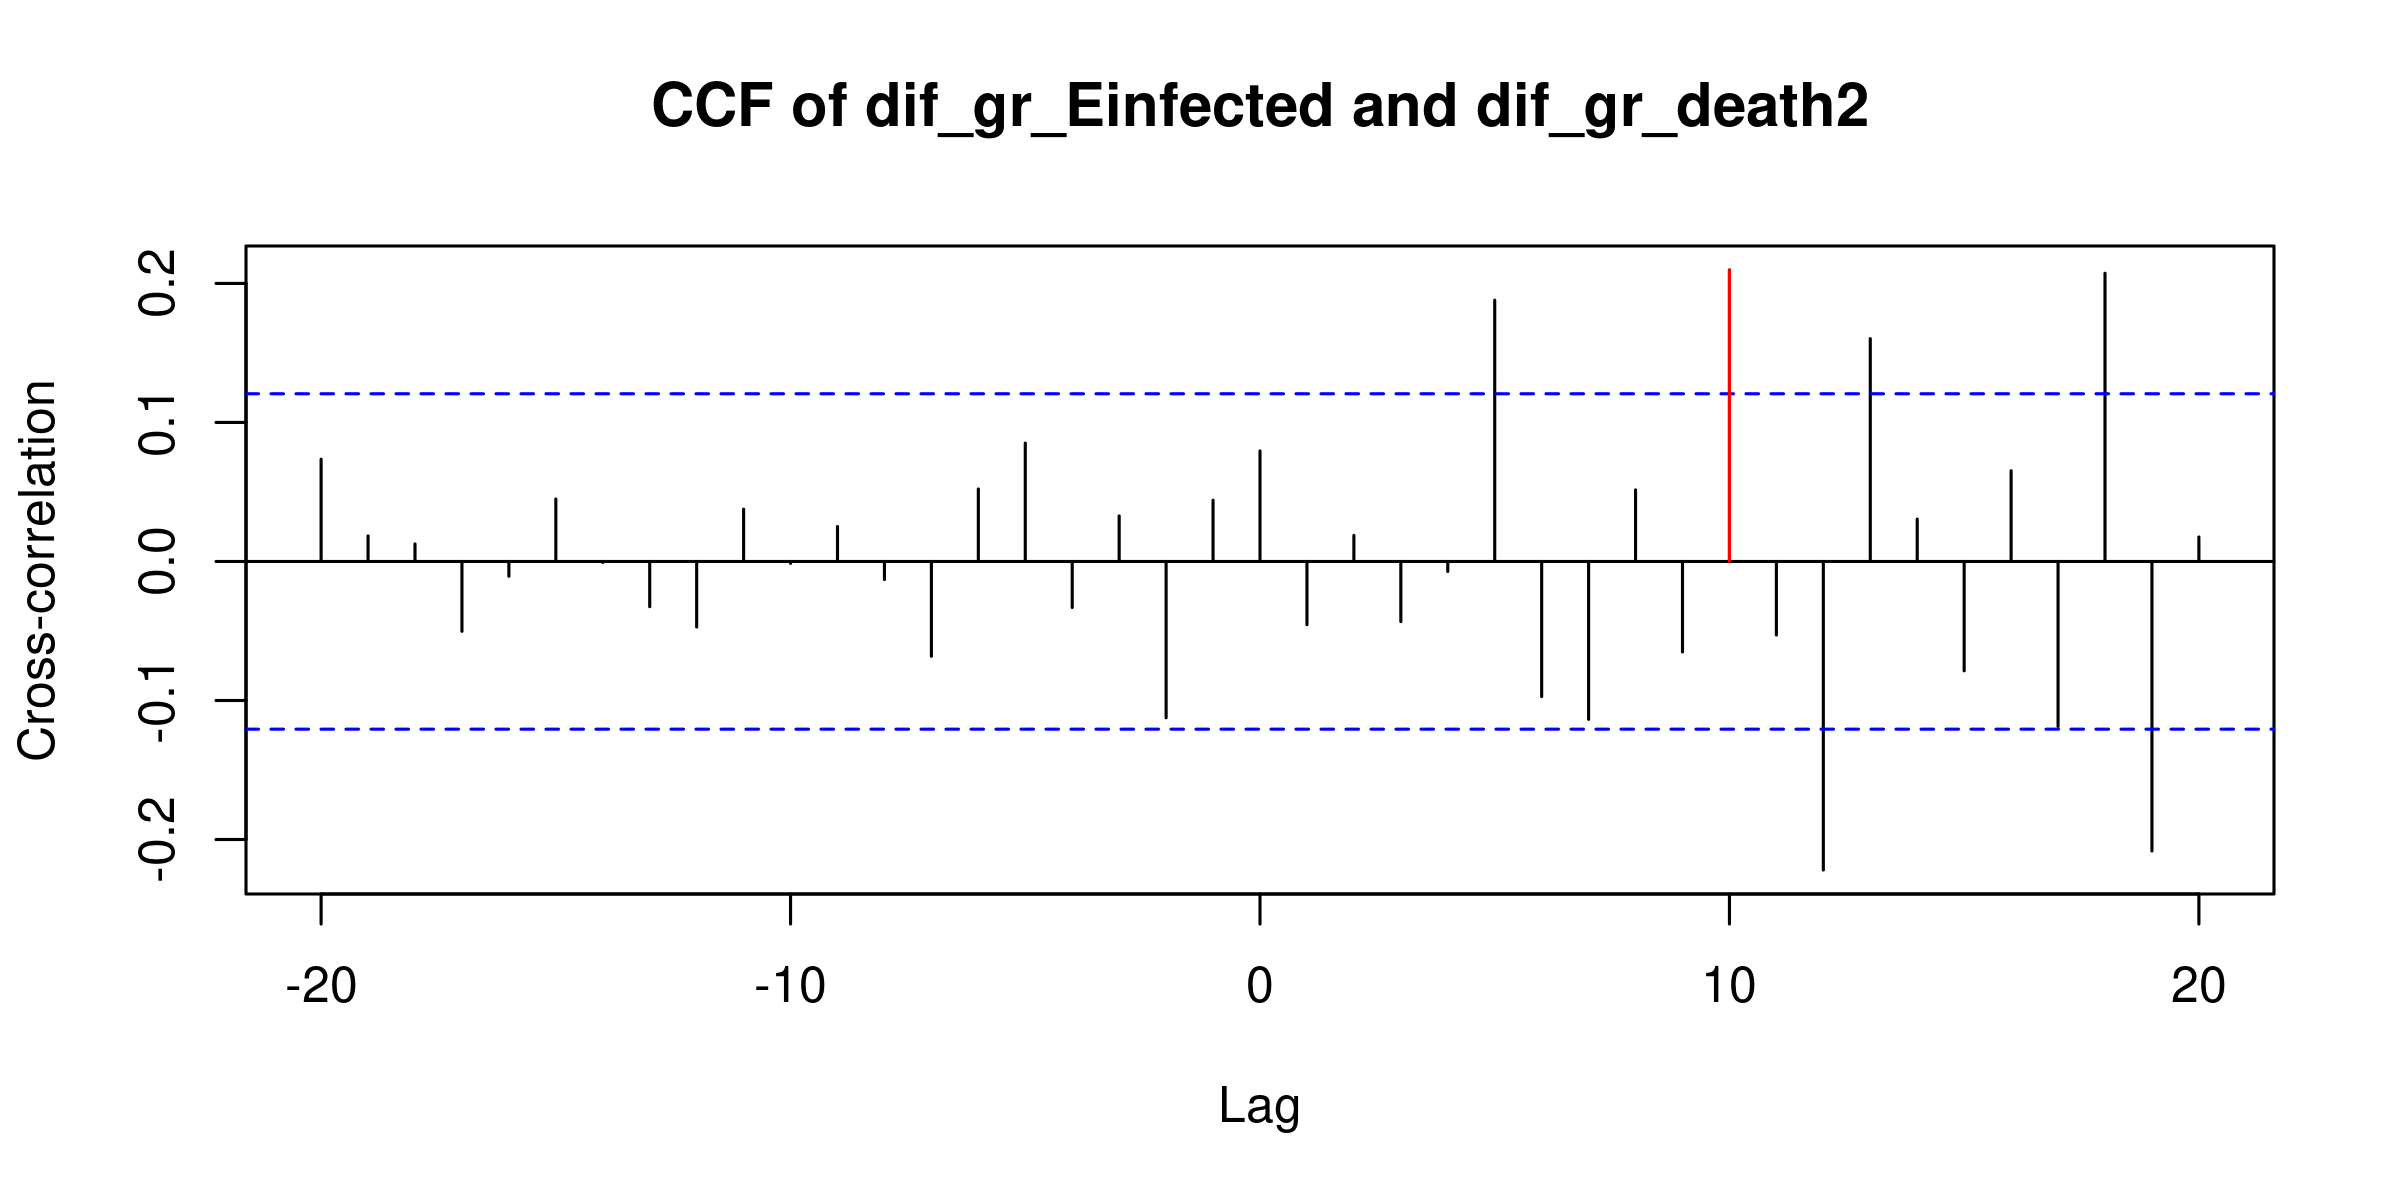 CCF of dif_gr_Einfected and dif_gr_death2
Cross-correlation
0.2
0.1
0.0
-0.1
-0.2
-20 -10 0 10 20
Lag